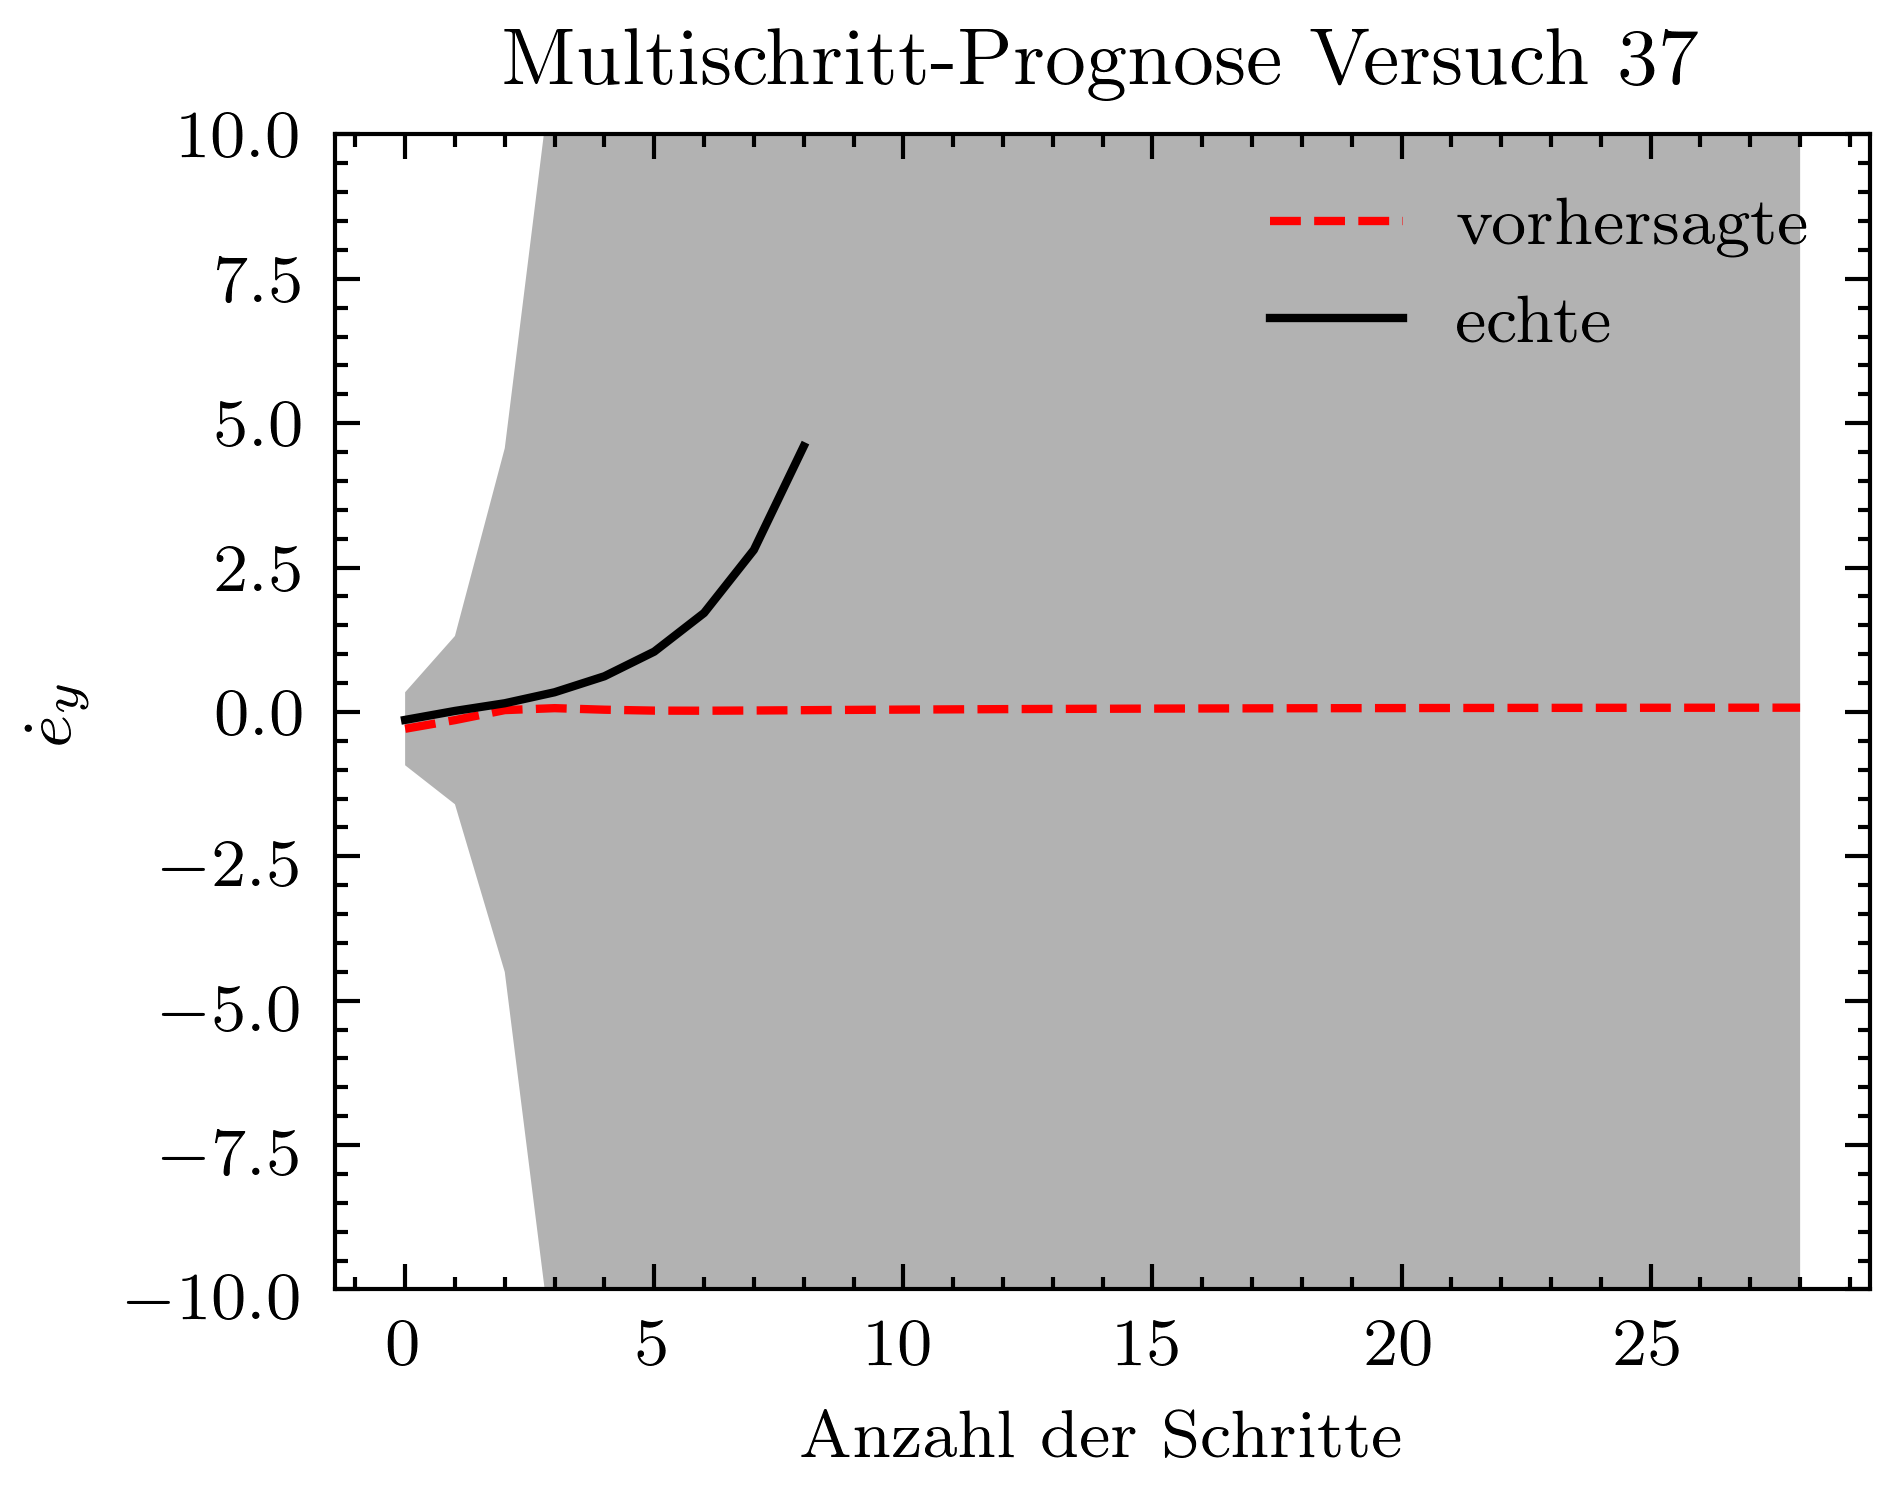 Multischritt-Prognose Versuch 37
10.0
7.5
5.0
2.5
0.0
−2.5
−5.0
−7.5
−10.0
ė_y
vorhersagte
echte
0 5 10 15 20 25
Anzahl der Schritte